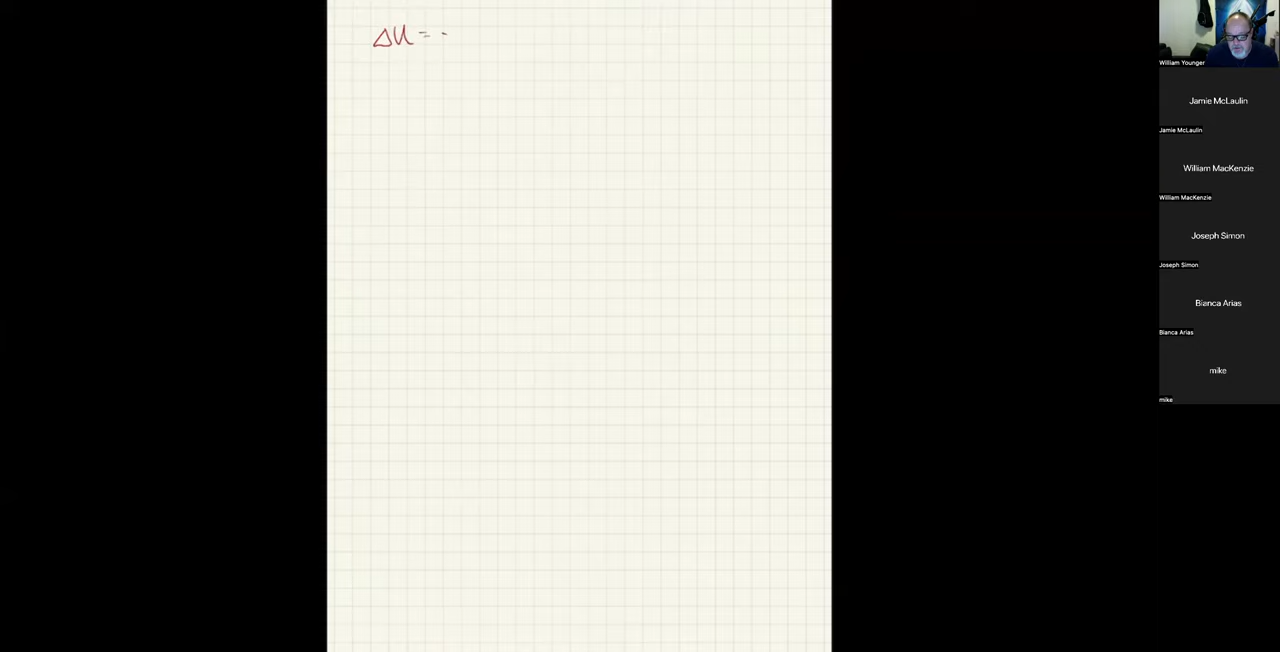 ΔU = -
William Younger
Jamie McLaulin
Jamie McLaulin
William MacKenzie
William MacKenzie
Joseph Simon
Joseph Simon
Bianca Arias
Bianca Arias
mike
mike